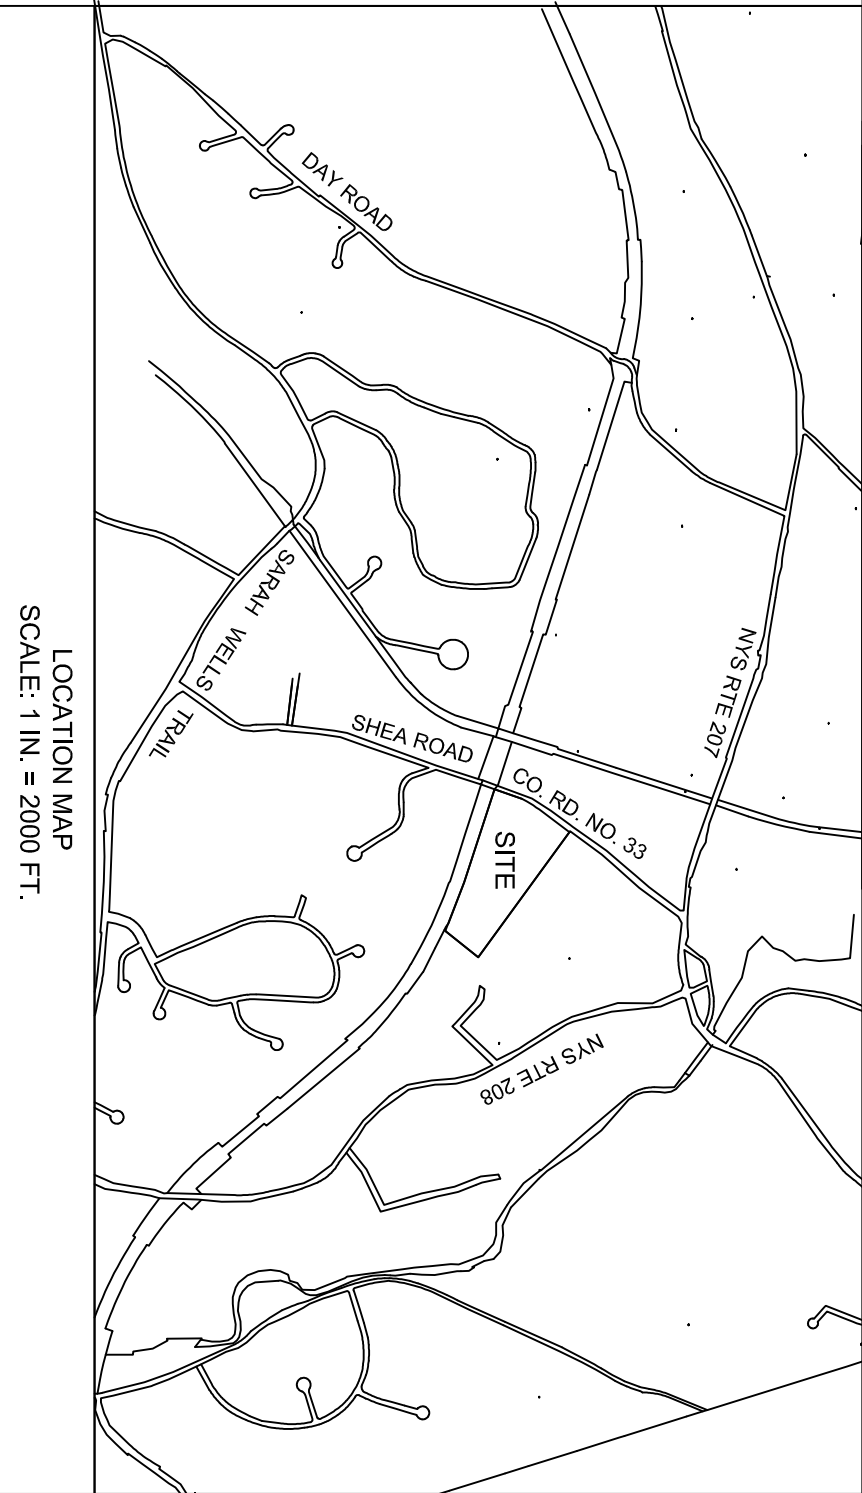 DAY ROAD
SARAH WELLS TRAIL
SHEA ROAD
CO. RD. NO. 33
SITE
NYS RTE 207
NYS RTE 208
LOCATION MAP
SCALE: 1 IN. = 2000 FT.